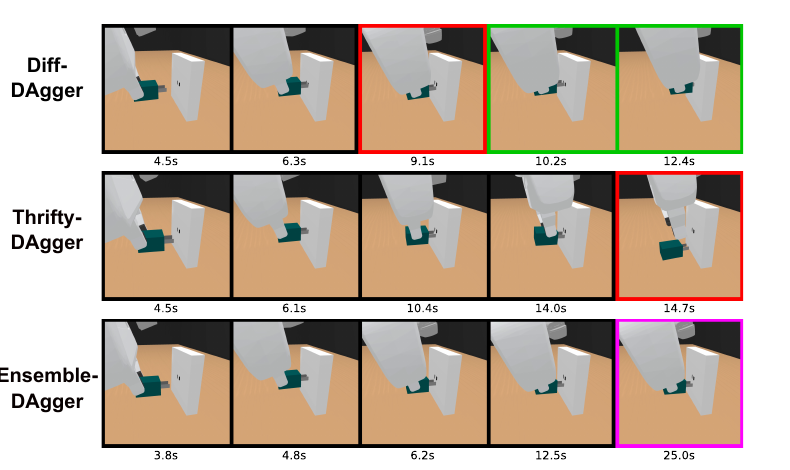 Diff-
DAgger
4.5s 6.3s 9.1s 10.2s 12.4s
Thrifty-
DAgger
4.5s 6.1s 10.4s 14.0s 14.7s
Ensemble-
DAgger
3.8s 4.8s 6.2s 12.5s 25.0s